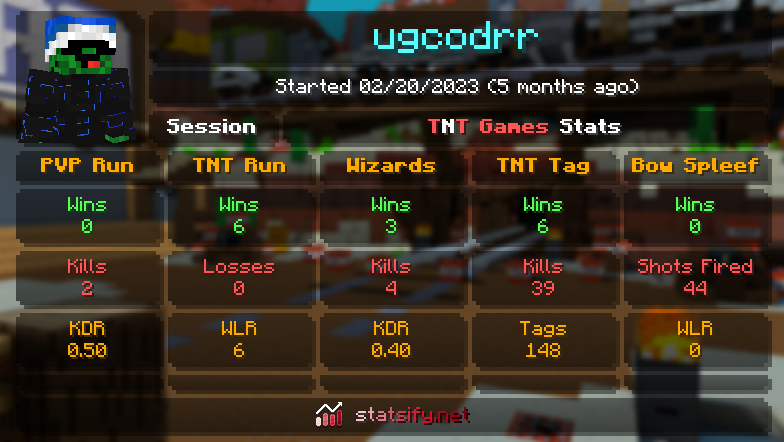 ugcodrr
Started 02/20/2023 (5 months ago)
Session
TNT Games Stats
PVP Run TNT Run Wizards TNT Tag Bow Spleef
Wins Wins Wins Wins Wins
0 6 3 6 0
Kills Losses Kills Kills Shots Fired
2 0 4 39 44
KDR WLR KDR Tags WLR
0.50 6 0.40 148 0
statsify.net